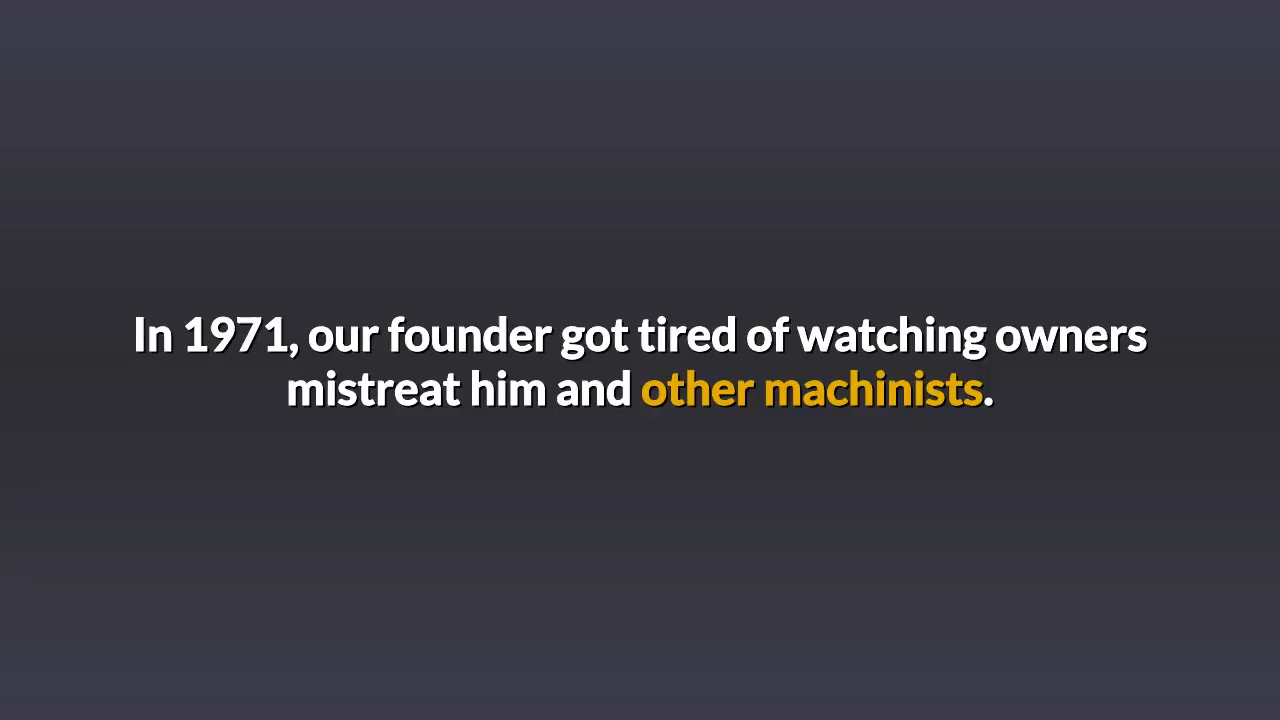 In 1971, our founder got tired of watching owners
mistreat him and other machinists.